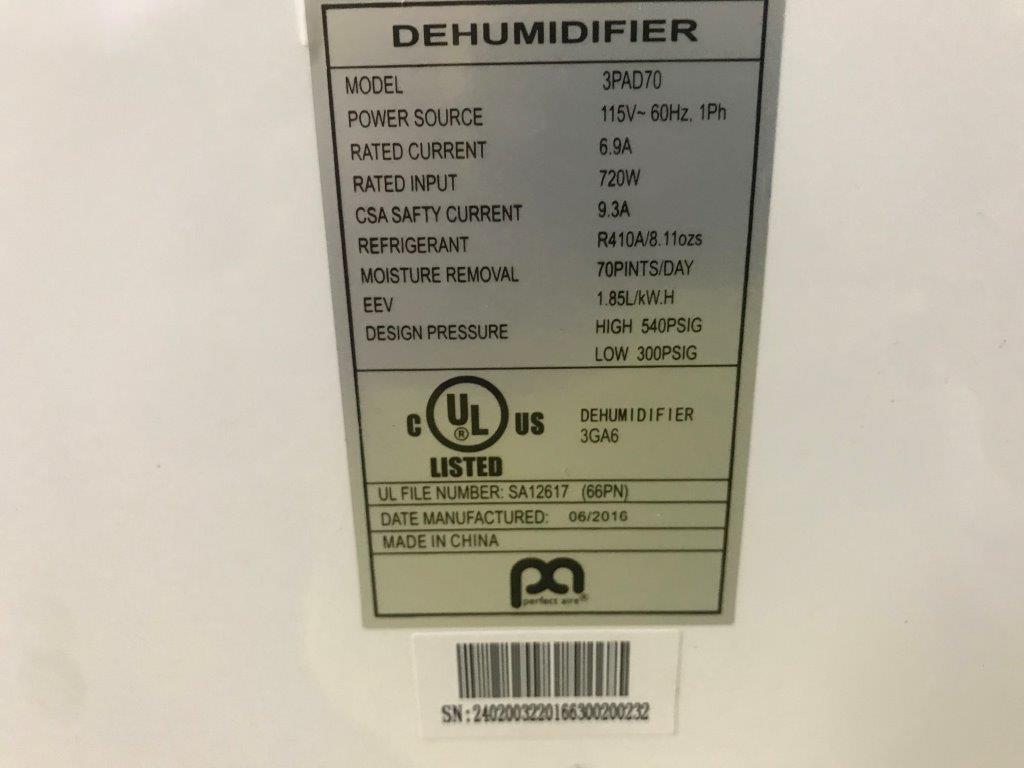 DEHUMIDIFIER
MODEL 3PAD70
POWER SOURCE 115V~ 60Hz, 1Ph
RATED CURRENT 6.9A
RATED INPUT 720W
CSA SAFTY CURRENT 9.3A
REFRIGERANT R410A/8.11ozs
MOISTURE REMOVAL 70PINTS/DAY
EEV 1.85L/kW.H
DESIGN PRESSURE HIGH 540PSIG
LOW 300PSIG
C UL® US
LISTED
DEHUMIDIFIER
3GA6
UL FILE NUMBER: SA12617 (66PN)
DATE MANUFACTURED: 06/2016
MADE IN CHINA
pa
perfect aire®
SN:2402003220166300200232